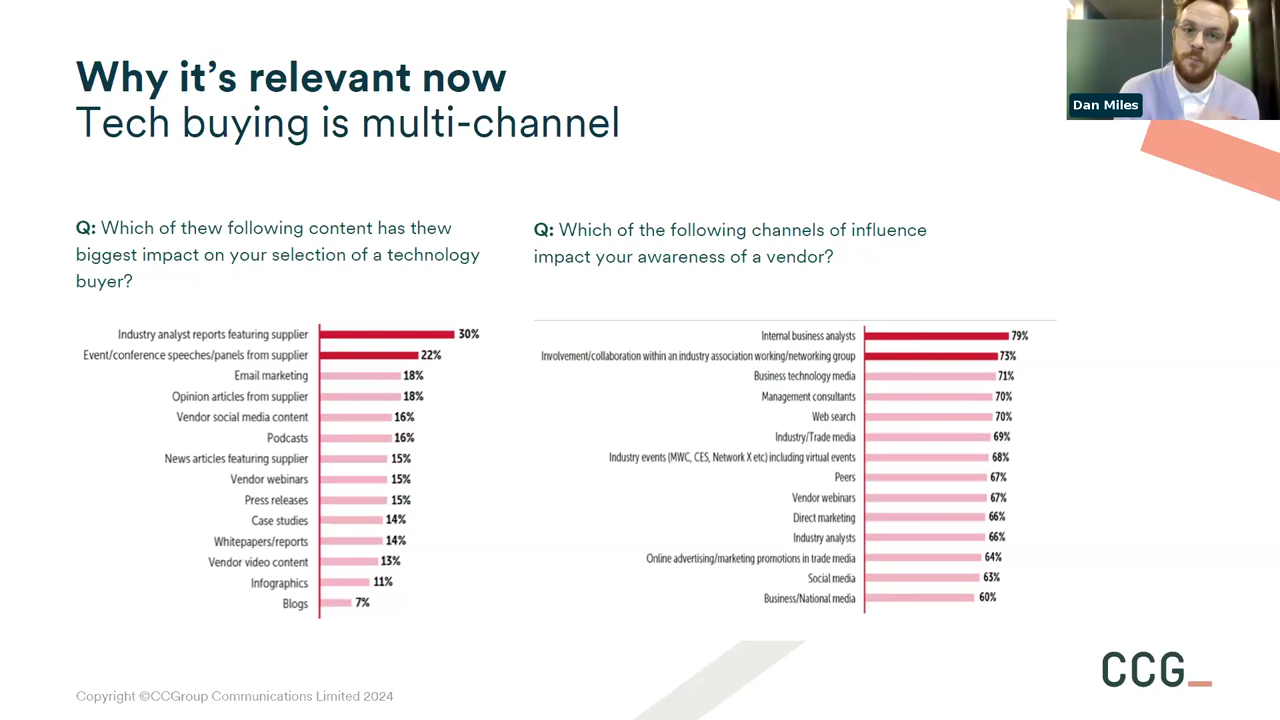 Why it's relevant now
Tech buying is multi-channel
Dan Miles
Q: Which of thew following content has thew
biggest impact on your selection of a technology
buyer?
Industry analyst reports featuring supplier 30%
Event/conference speeches/panels from supplier 22%
Email marketing 18%
Opinion articles from supplier 18%
Vendor social media content 16%
Podcasts 16%
News articles featuring supplier 15%
Vendor webinars 15%
Press releases 15%
Case studies 14%
Whitepapers/reports 14%
Vendor video content 13%
Infographics 11%
Blogs 7%
Q: Which of the following channels of influence
impact your awareness of a vendor?
Internal business analysts 79%
Involvement/collaboration within an industry association working/networking group 73%
Business technology media 71%
Management consultants 70%
Web search 70%
Industry/Trade media 69%
Industry events (MWC, CES, Network X etc) including virtual events 68%
Peers 67%
Vendor webinars 67%
Direct marketing 66%
Industry analysts 66%
Online advertising/marketing promotions in trade media 64%
Social media 63%
Business/National media 60%
Copyright ©CCGroup Communications Limited 2024
CCG_